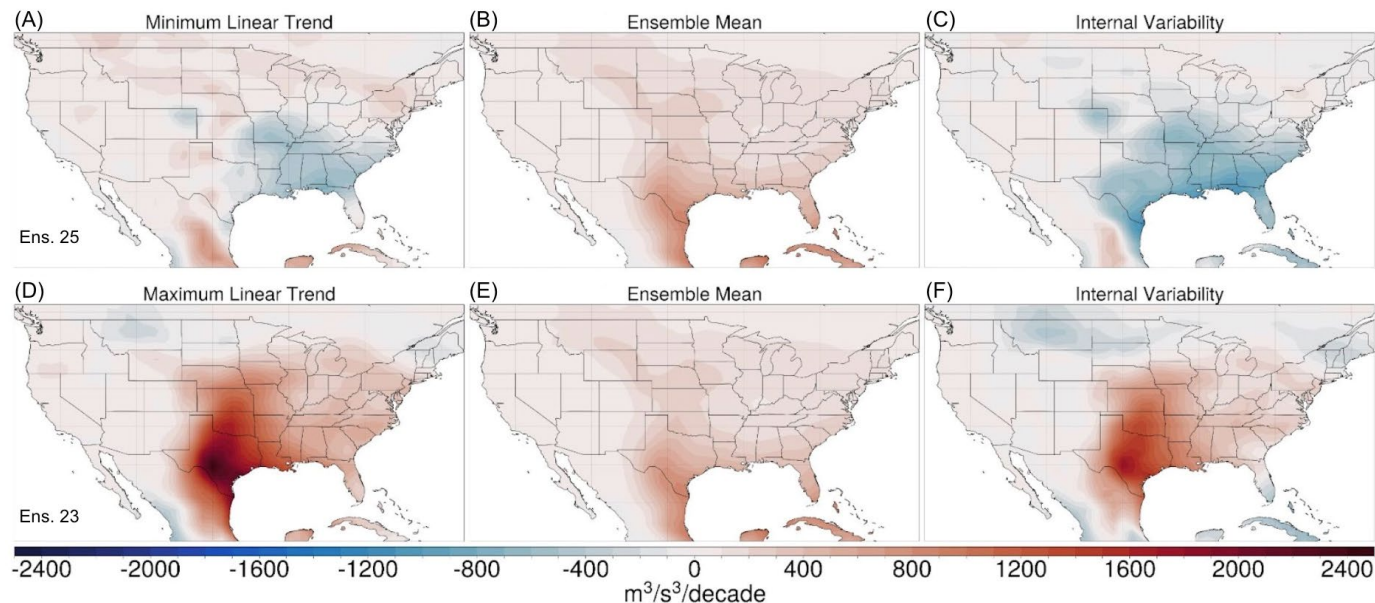 (A) Minimum Linear Trend
(B) Ensemble Mean
(C) Internal Variability
Ens. 25
(D) Maximum Linear Trend
(E) Ensemble Mean
(F) Internal Variability
Ens. 23
-2400 -2000 -1600 -1200 -800 -400 0 400 800 1200 1600 2000 2400
m³/s³/decade